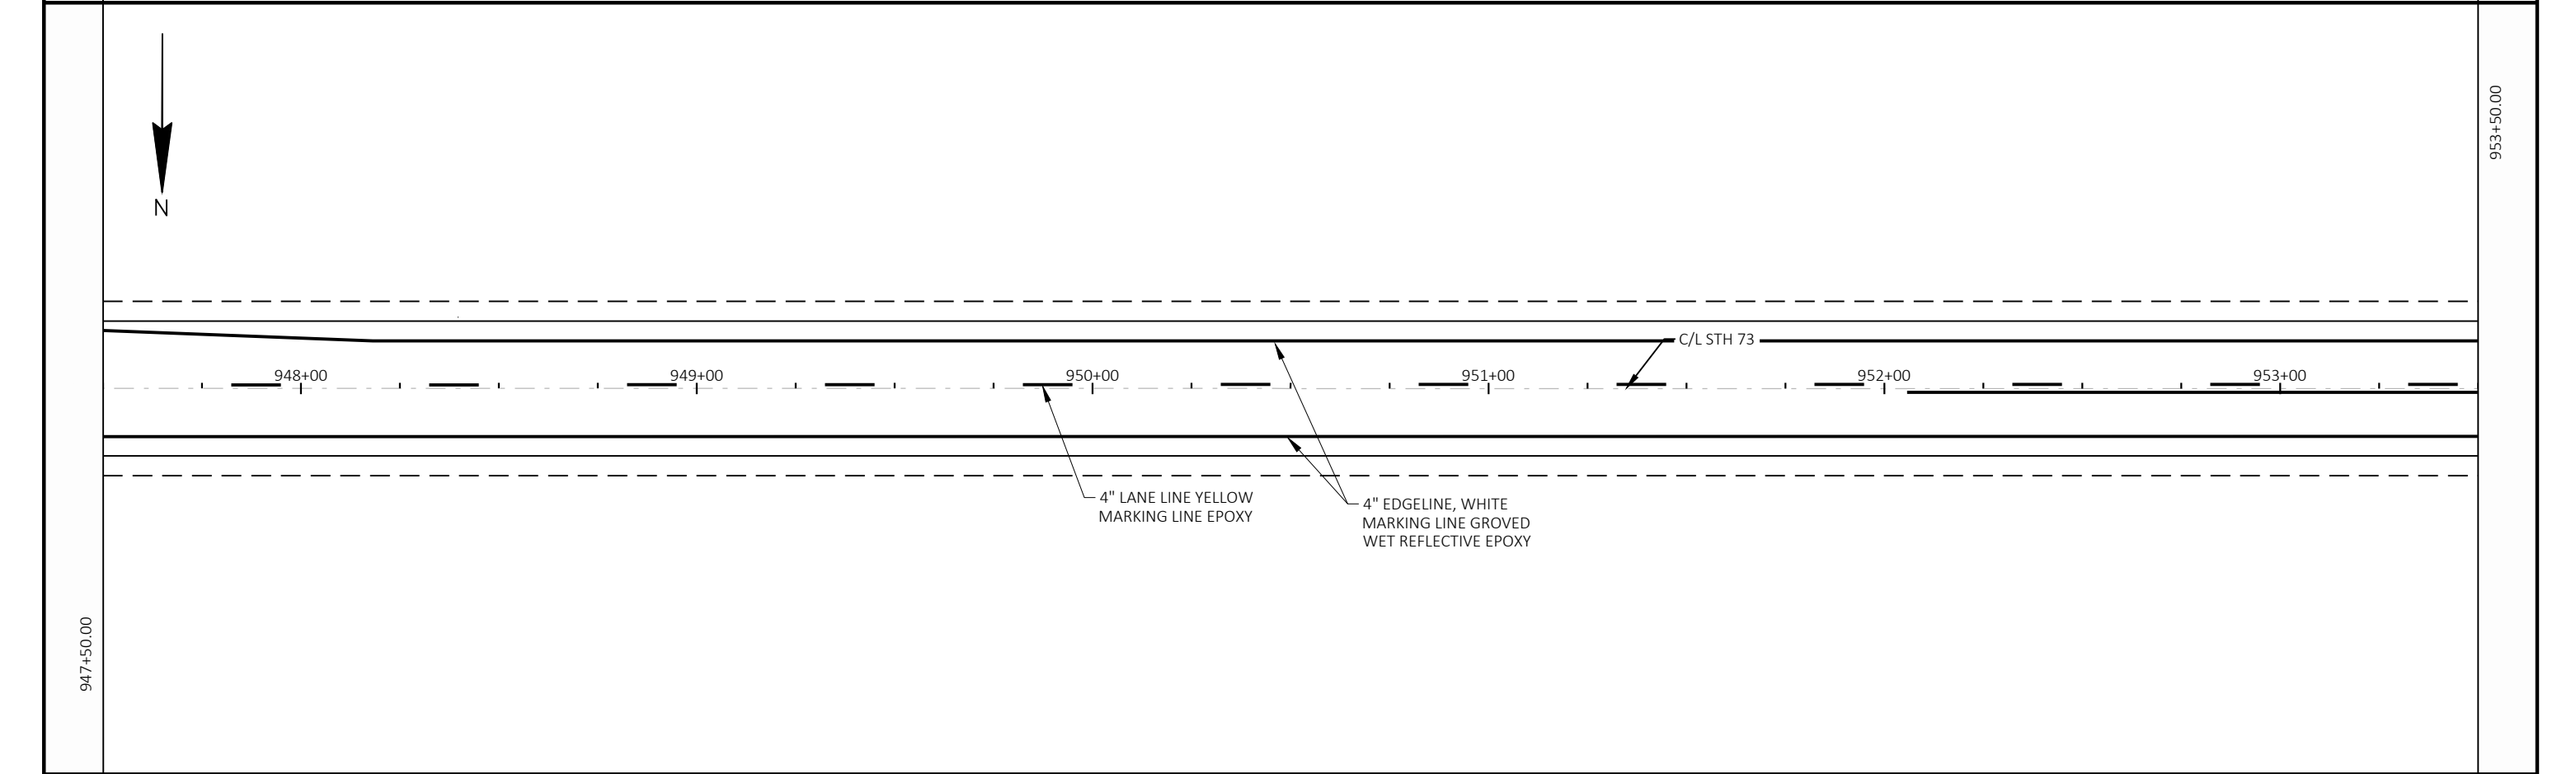 953+50.00
N
C/L STH 73
948+00
949+00
950+00
951+00
952+00
953+00
4" LANE LINE YELLOW
MARKING LINE EPOXY
4" EDGELINE, WHITE
MARKING LINE GROVED
WET REFLECTIVE EPOXY
947+50.00